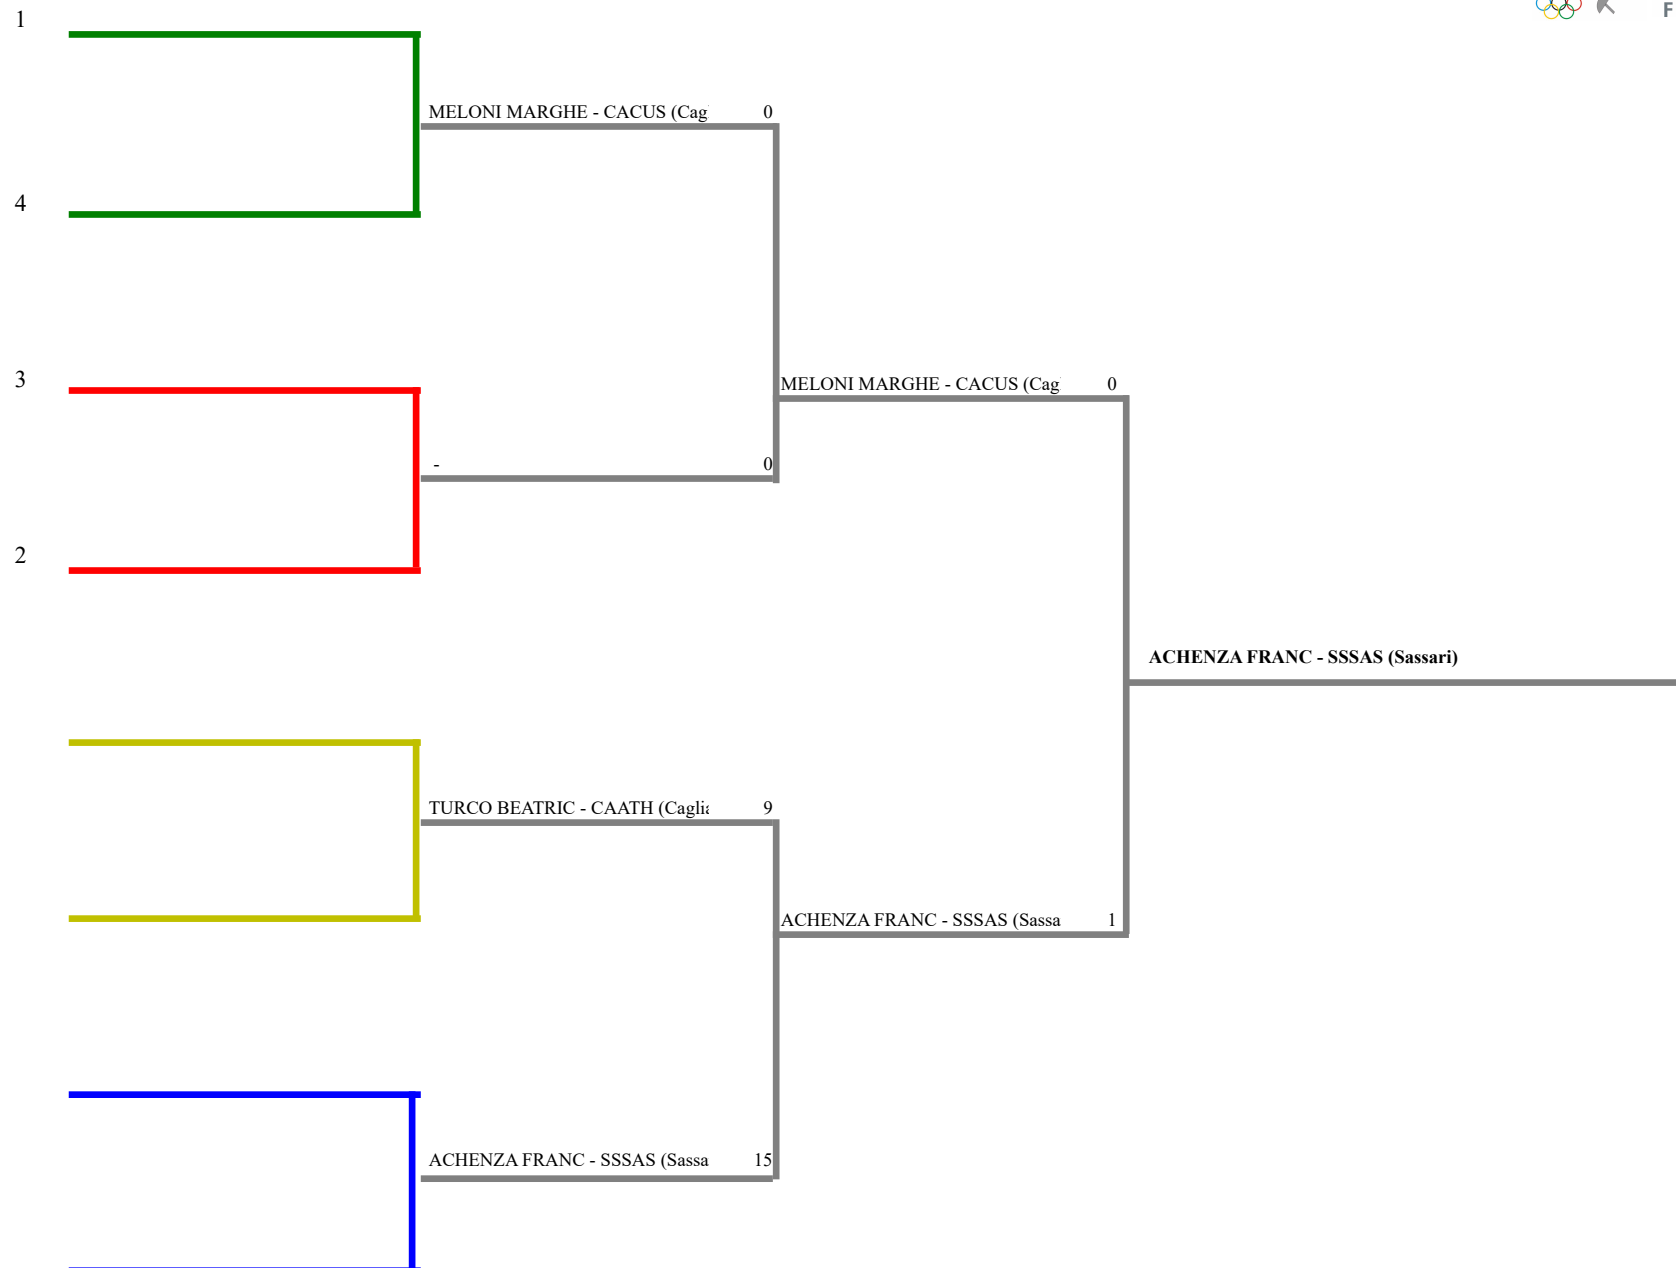 1
F
MELONI MARGHE - CACUS (Cag 0
4
3
MELONI MARGHE - CACUS (Cag 0
- 0
2
ACHENZA FRANC - SSSAS (Sassari)
TURCO BEATRIC - CAATH (Caglia 9
ACHENZA FRANC - SSSAS (Sassa 1
ACHENZA FRANC - SSSAS (Sassa 15